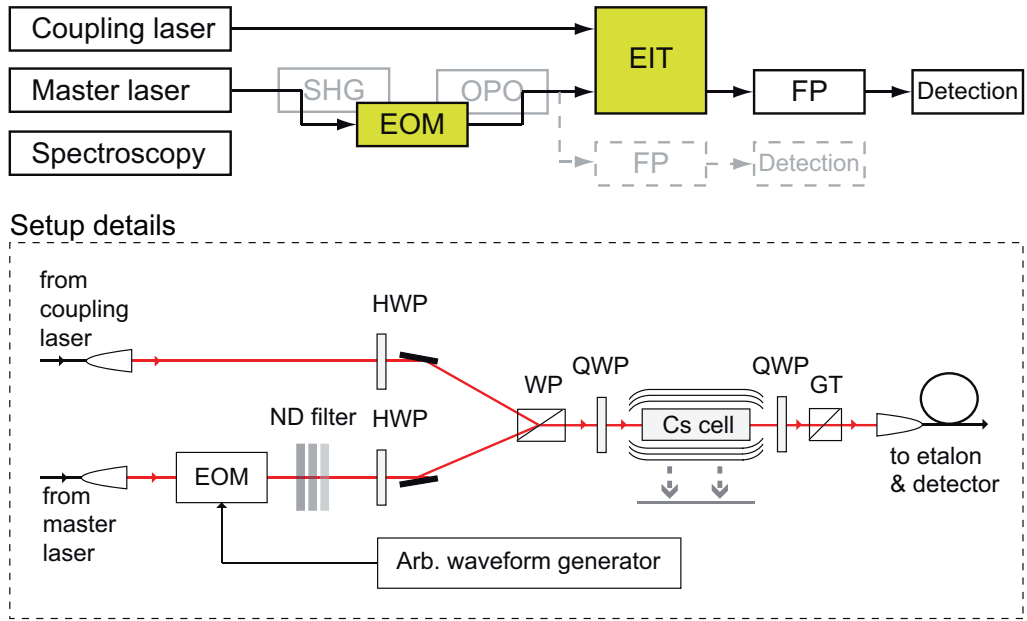 Coupling laser
EIT
Master laser
SHG
OPO
EOM
FP
Detection
Spectroscopy
FP
Detection
Setup details
from
coupling
laser
HWP
WP
QWP
Cs cell
QWP
GT
ND filter
HWP
EOM
from
master
laser
to etalon
& detector
Arb. waveform generator